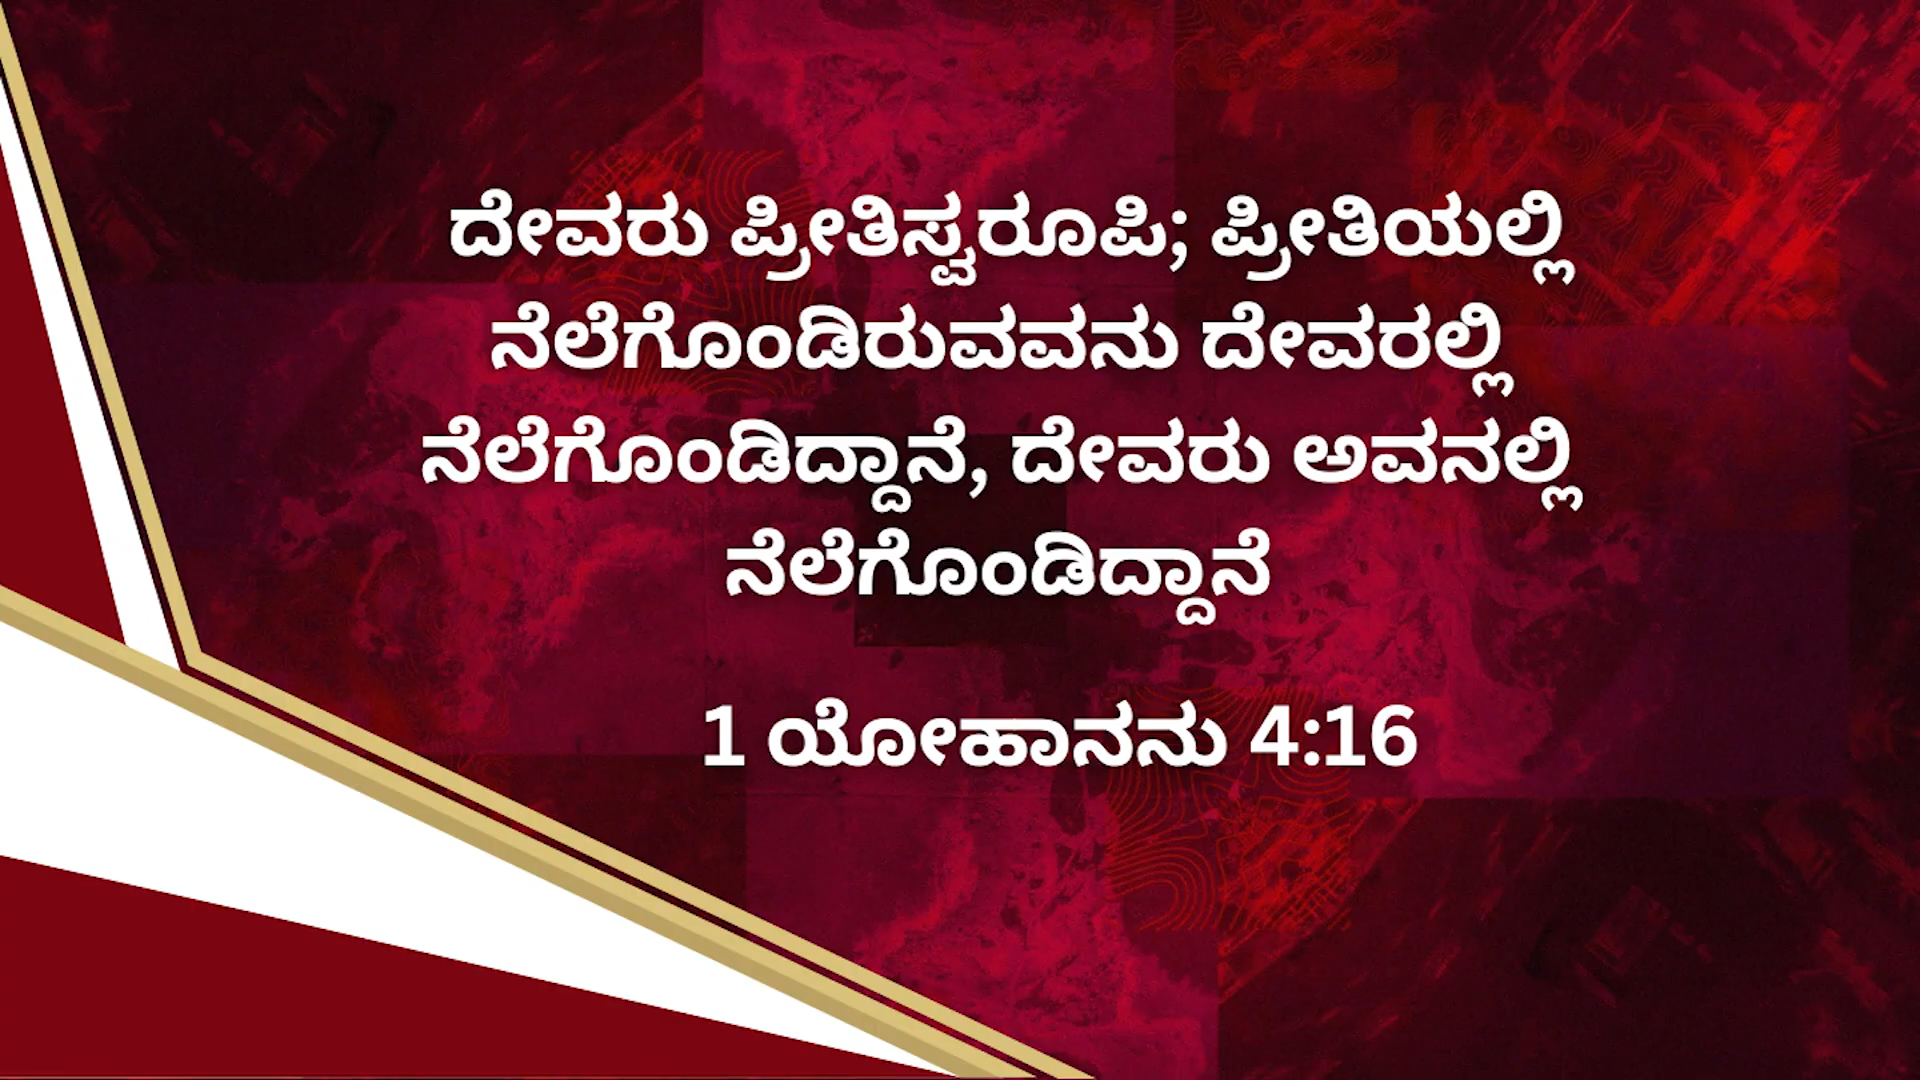 ದೇವರು ಪ್ರೀತಿಸ್ವರೂಪಿ; ಪ್ರೀತಿಯಲ್ಲಿ
ನೆಲೆಗೊಂಡಿರುವವನು ದೇವರಲ್ಲಿ
ನೆಲೆಗೊಂಡಿದ್ದಾನೆ, ದೇವರು ಅವನಲ್ಲಿ
ನೆಲೆಗೊಂಡಿದ್ದಾನೆ
1 ಯೋಹಾನನು 4:16